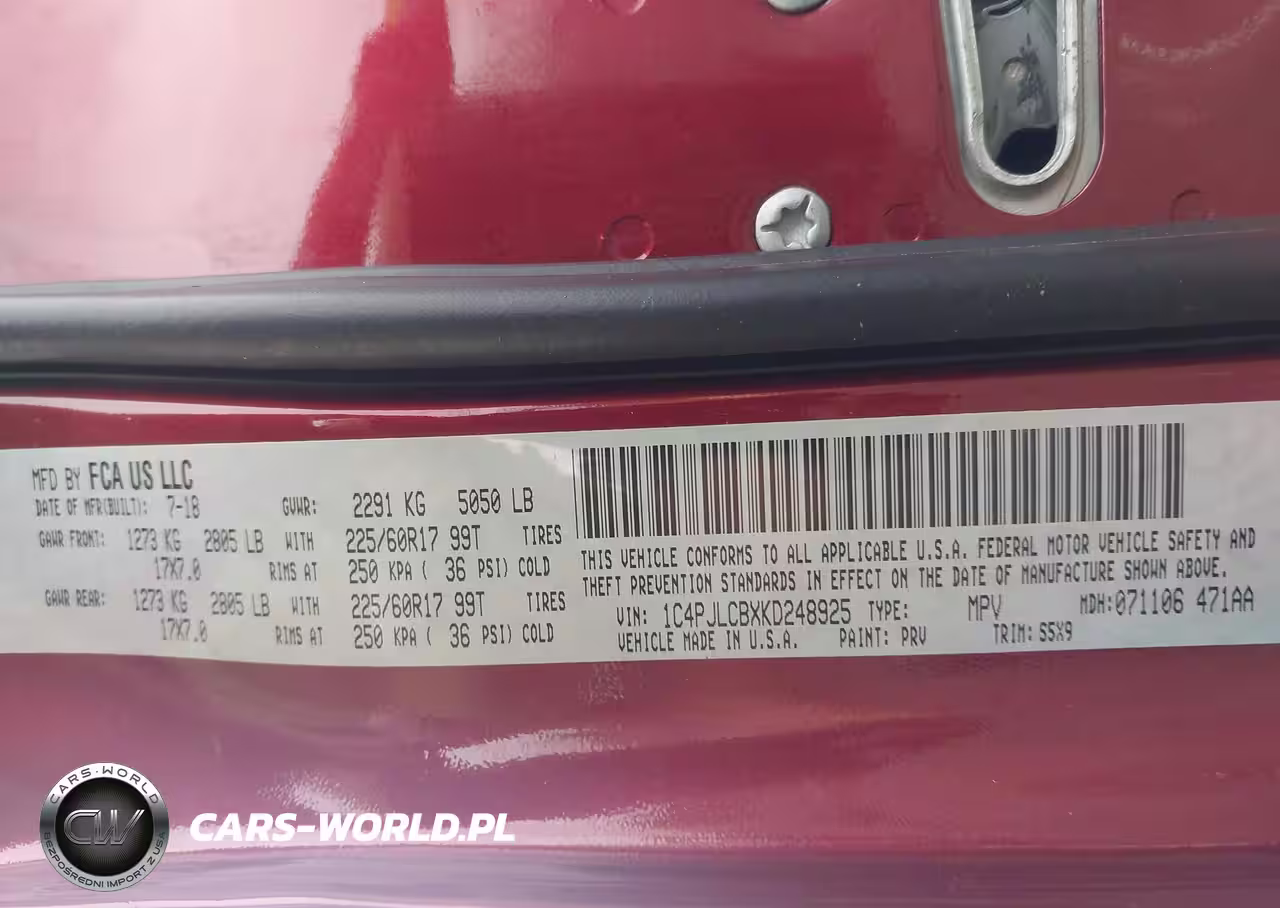 MFD BY FCA US LLC
DATE OF MFR(BUILT): 7-18 GVWR: 2291 KG 5050 LB
GAWR FRONT: 1273 KG 2805 LB WITH 225/60R17 99T TIRES
17X7.0 RIMS AT 250 KPA ( 36 PSI) COLD
GAWR REAR: 1273 KG 2805 LB WITH 225/60R17 99T TIRES
17X7.0 RIMS AT 250 KPA ( 36 PSI) COLD
THIS VEHICLE CONFORMS TO ALL APPLICABLE U.S.A. FEDERAL MOTOR VEHICLE SAFETY AND
THEFT PREVENTION STANDARDS IN EFFECT ON THE DATE OF MANUFACTURE SHOWN ABOVE.
VIN: 1C4PJLCBXKD248925 TYPE: MPV MDH:071106 471AA
VEHICLE MADE IN U.S.A. PAINT: PRV TRIM: S5X9
CARS-WORLD
CW
BEZPOŚREDNI IMPORT Z USA
CARS-WORLD.PL